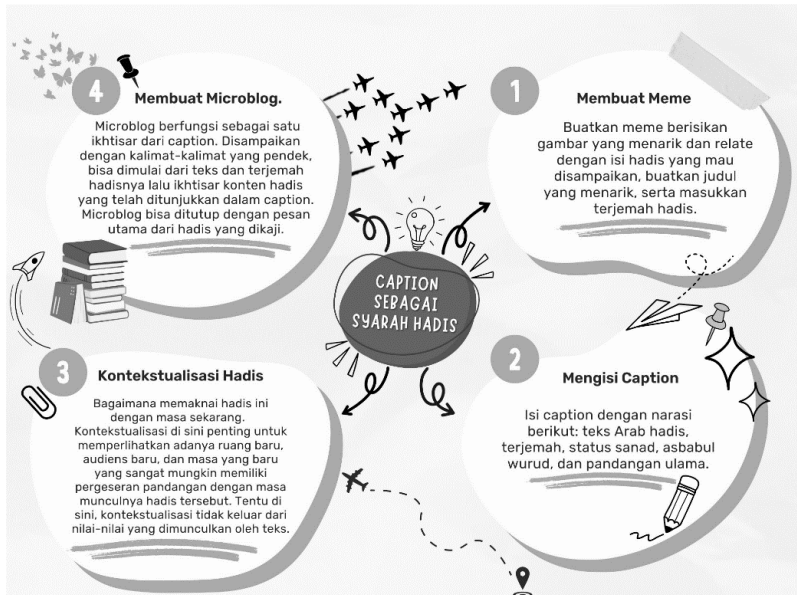 CAPTION
SEBAGAI
SYARAH HADIS
1
Membuat Meme
Buatkan meme berisikan
gambar yang menarik dan relate
dengan isi hadis yang mau
disampaikan, buatkan judul
yang menarik, serta masukkan
terjemah hadis.
2
Mengisi Caption
Isi caption dengan narasi
berikut: teks Arab hadis,
terjemah, status sanad, asbabul
wurud, dan pandangan ulama.
3
Kontekstualisasi Hadis
Bagaimana memaknai hadis ini
dengan masa sekarang.
Kontekstualisasi di sini penting untuk
memperlihatkan adanya ruang baru,
audiens baru, dan masa yang baru
yang sangat mungkin memiliki
pergeseran pandangan dengan masa
munculnya hadis tersebut. Tentu di
sini, kontekstualisasi tidak keluar dari
nilai-nilai yang dimunculkan oleh teks.
4
Membuat Microblog.
Microblog berfungsi sebagai satu
ikhtisar dari caption. Disampaikan
dengan kalimat-kalimat yang pendek,
bisa dimulai dari teks dan terjemah
hadisnya lalu ikhtisar konten hadis
yang telah ditunjukkan dalam caption.
Microblog bisa ditutup dengan pesan
utama dari hadis yang dikaji.